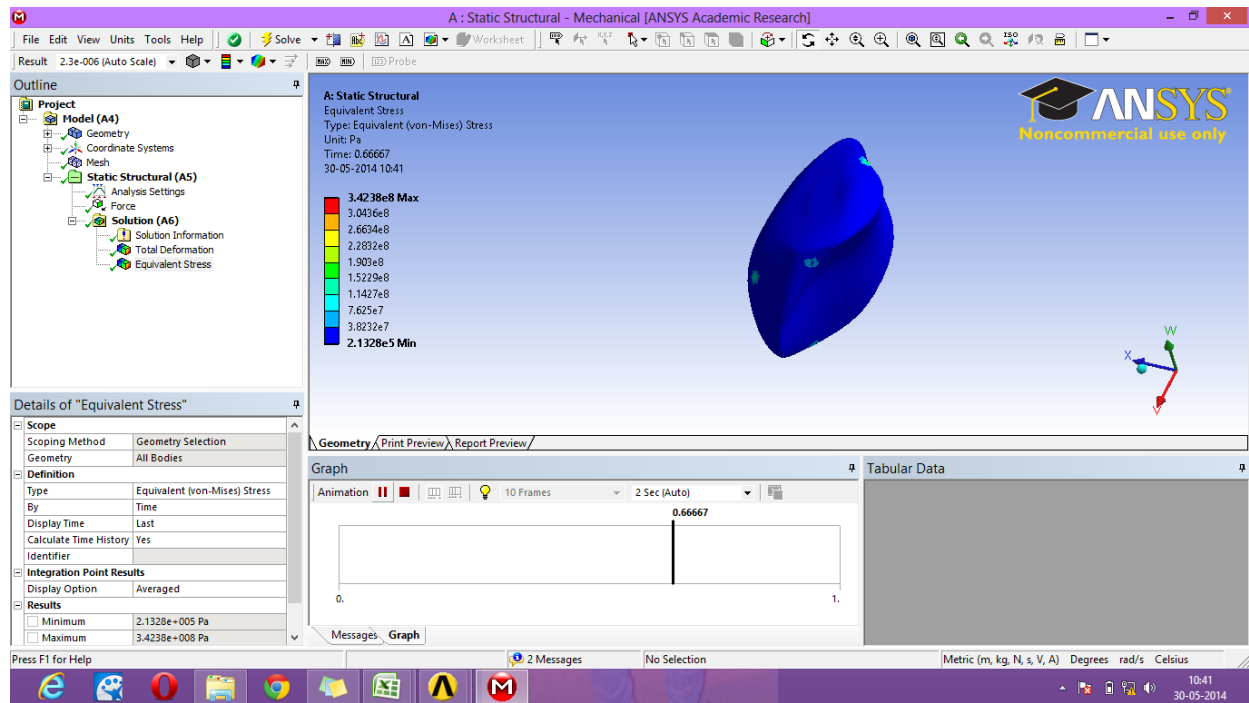 A : Static Structural - Mechanical [ANSYS Academic Research]
File Edit View Units Tools Help Solve Worksheet
Result 2.3e-006 (Auto Scale) MAX MIN Probe
Outline
Project
Model (A4)
Geometry
Coordinate Systems
Mesh
Static Structural (A5)
Analysis Settings
Force
Solution (A6)
Solution Information
Total Deformation
Equivalent Stress
A: Static Structural
Equivalent Stress
Type: Equivalent (von-Mises) Stress
Unit: Pa
Time: 0.66667
30-05-2014 10:41
3.4238e8 Max
3.0436e8
2.6634e8
2.2832e8
1.903e8
1.5229e8
1.1427e8
7.625e7
3.8232e7
2.1328e5 Min
ANSYS
Noncommercial use only
W
X
V
Geometry Print Preview Report Preview
Details of "Equivalent Stress"
Scope
Scoping Method Geometry Selection
Geometry All Bodies
Definition
Type Equivalent (von-Mises) Stress
By Time
Display Time Last
Calculate Time History Yes
Identifier
Integration Point Results
Display Option Averaged
Results
Minimum 2.1328e+005 Pa
Maximum 3.4238e+008 Pa
Graph
Animation 10 Frames 2 Sec (Auto)
0.66667
0. 1.
Messages Graph
Tabular Data
Press F1 for Help 2 Messages No Selection Metric (m, kg, N, s, V, A) Degrees rad/s Celsius
10:41
30-05-2014